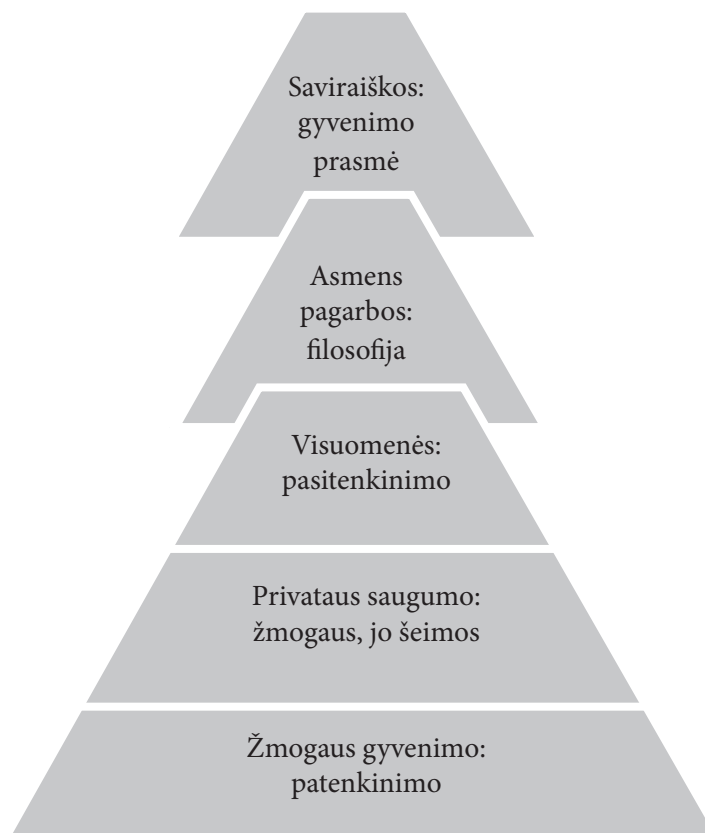 Saviraiškos:
gyvenimo
prasmė
Asmens
pagarbos:
filosofija
Visuomenės:
pasitenkinimo
Privataus saugumo:
žmogaus, jo šeimos
Žmogaus gyvenimo:
patenkinimo